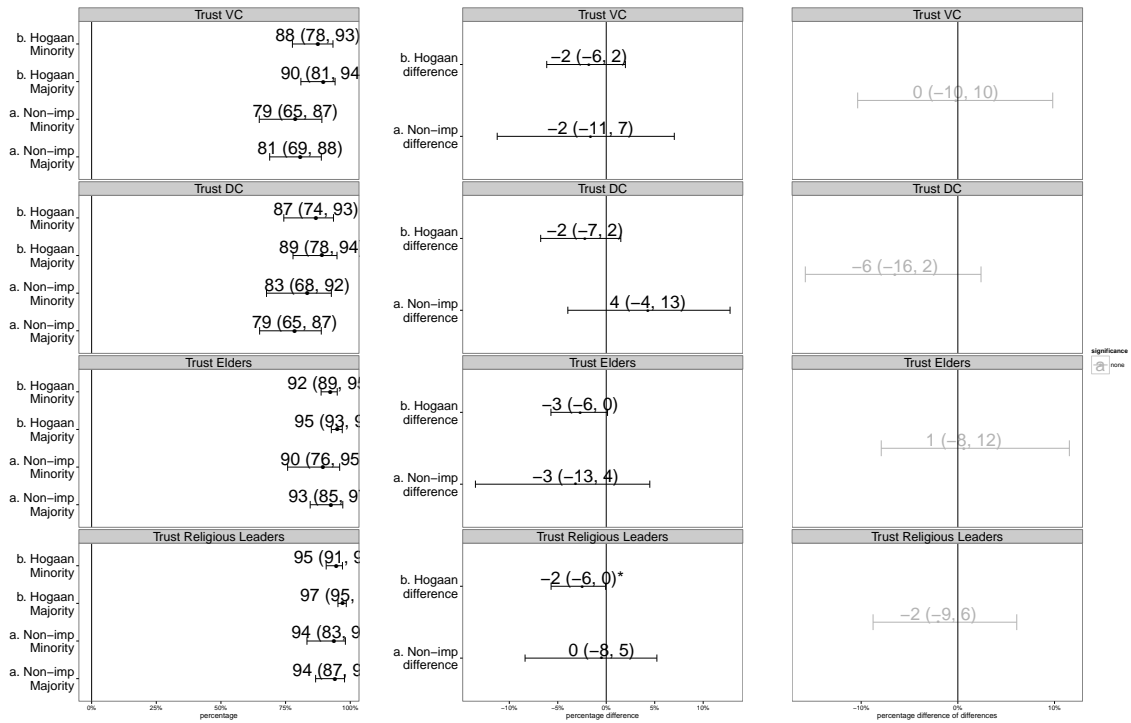 Trust VC
b. Hogaan
Minority
88 (78, 93)
b. Hogaan
Majority
90 (81, 94
a. Non−imp
Minority
79 (65, 87)
a. Non−imp
Majority
81 (69, 88)
Trust DC
b. Hogaan
Minority
87 (74, 93)
b. Hogaan
Majority
89 (78, 94
a. Non−imp
Minority
83 (68, 92)
a. Non−imp
Majority
79 (65, 87)
Trust Elders
b. Hogaan
Minority
92 (89, 95
b. Hogaan
Majority
95 (93, 9
a. Non−imp
Minority
90 (76, 95
a. Non−imp
Majority
93 (85, 9
Trust Religious Leaders
b. Hogaan
Minority
95 (91, 9
b. Hogaan
Majority
97 (95,
a. Non−imp
Minority
94 (83, 9
a. Non−imp
Majority
94 (87, 9
0% 25% 50% 75% 100%
percentage
Trust VC
b. Hogaan
difference
−2 (−6, 2)
a. Non−imp
difference
−2 (−11, 7)
Trust DC
b. Hogaan
difference
−2 (−7, 2)
a. Non−imp
difference
4 (−4, 13)
Trust Elders
b. Hogaan
difference
−3 (−6, 0)
a. Non−imp
difference
−3 (−13, 4)
Trust Religious Leaders
b. Hogaan
difference
−2 (−6, 0)*
a. Non−imp
difference
0 (−8, 5)
−10% −5% 0% 5% 10%
percentage difference
Trust VC
0 (−10, 10)
Trust DC
−6 (−16, 2)
Trust Elders
1 (−8, 12)
Trust Religious Leaders
−2 (−9, 6)
−10% 0% 10%
percentage difference of differences
significance
a none